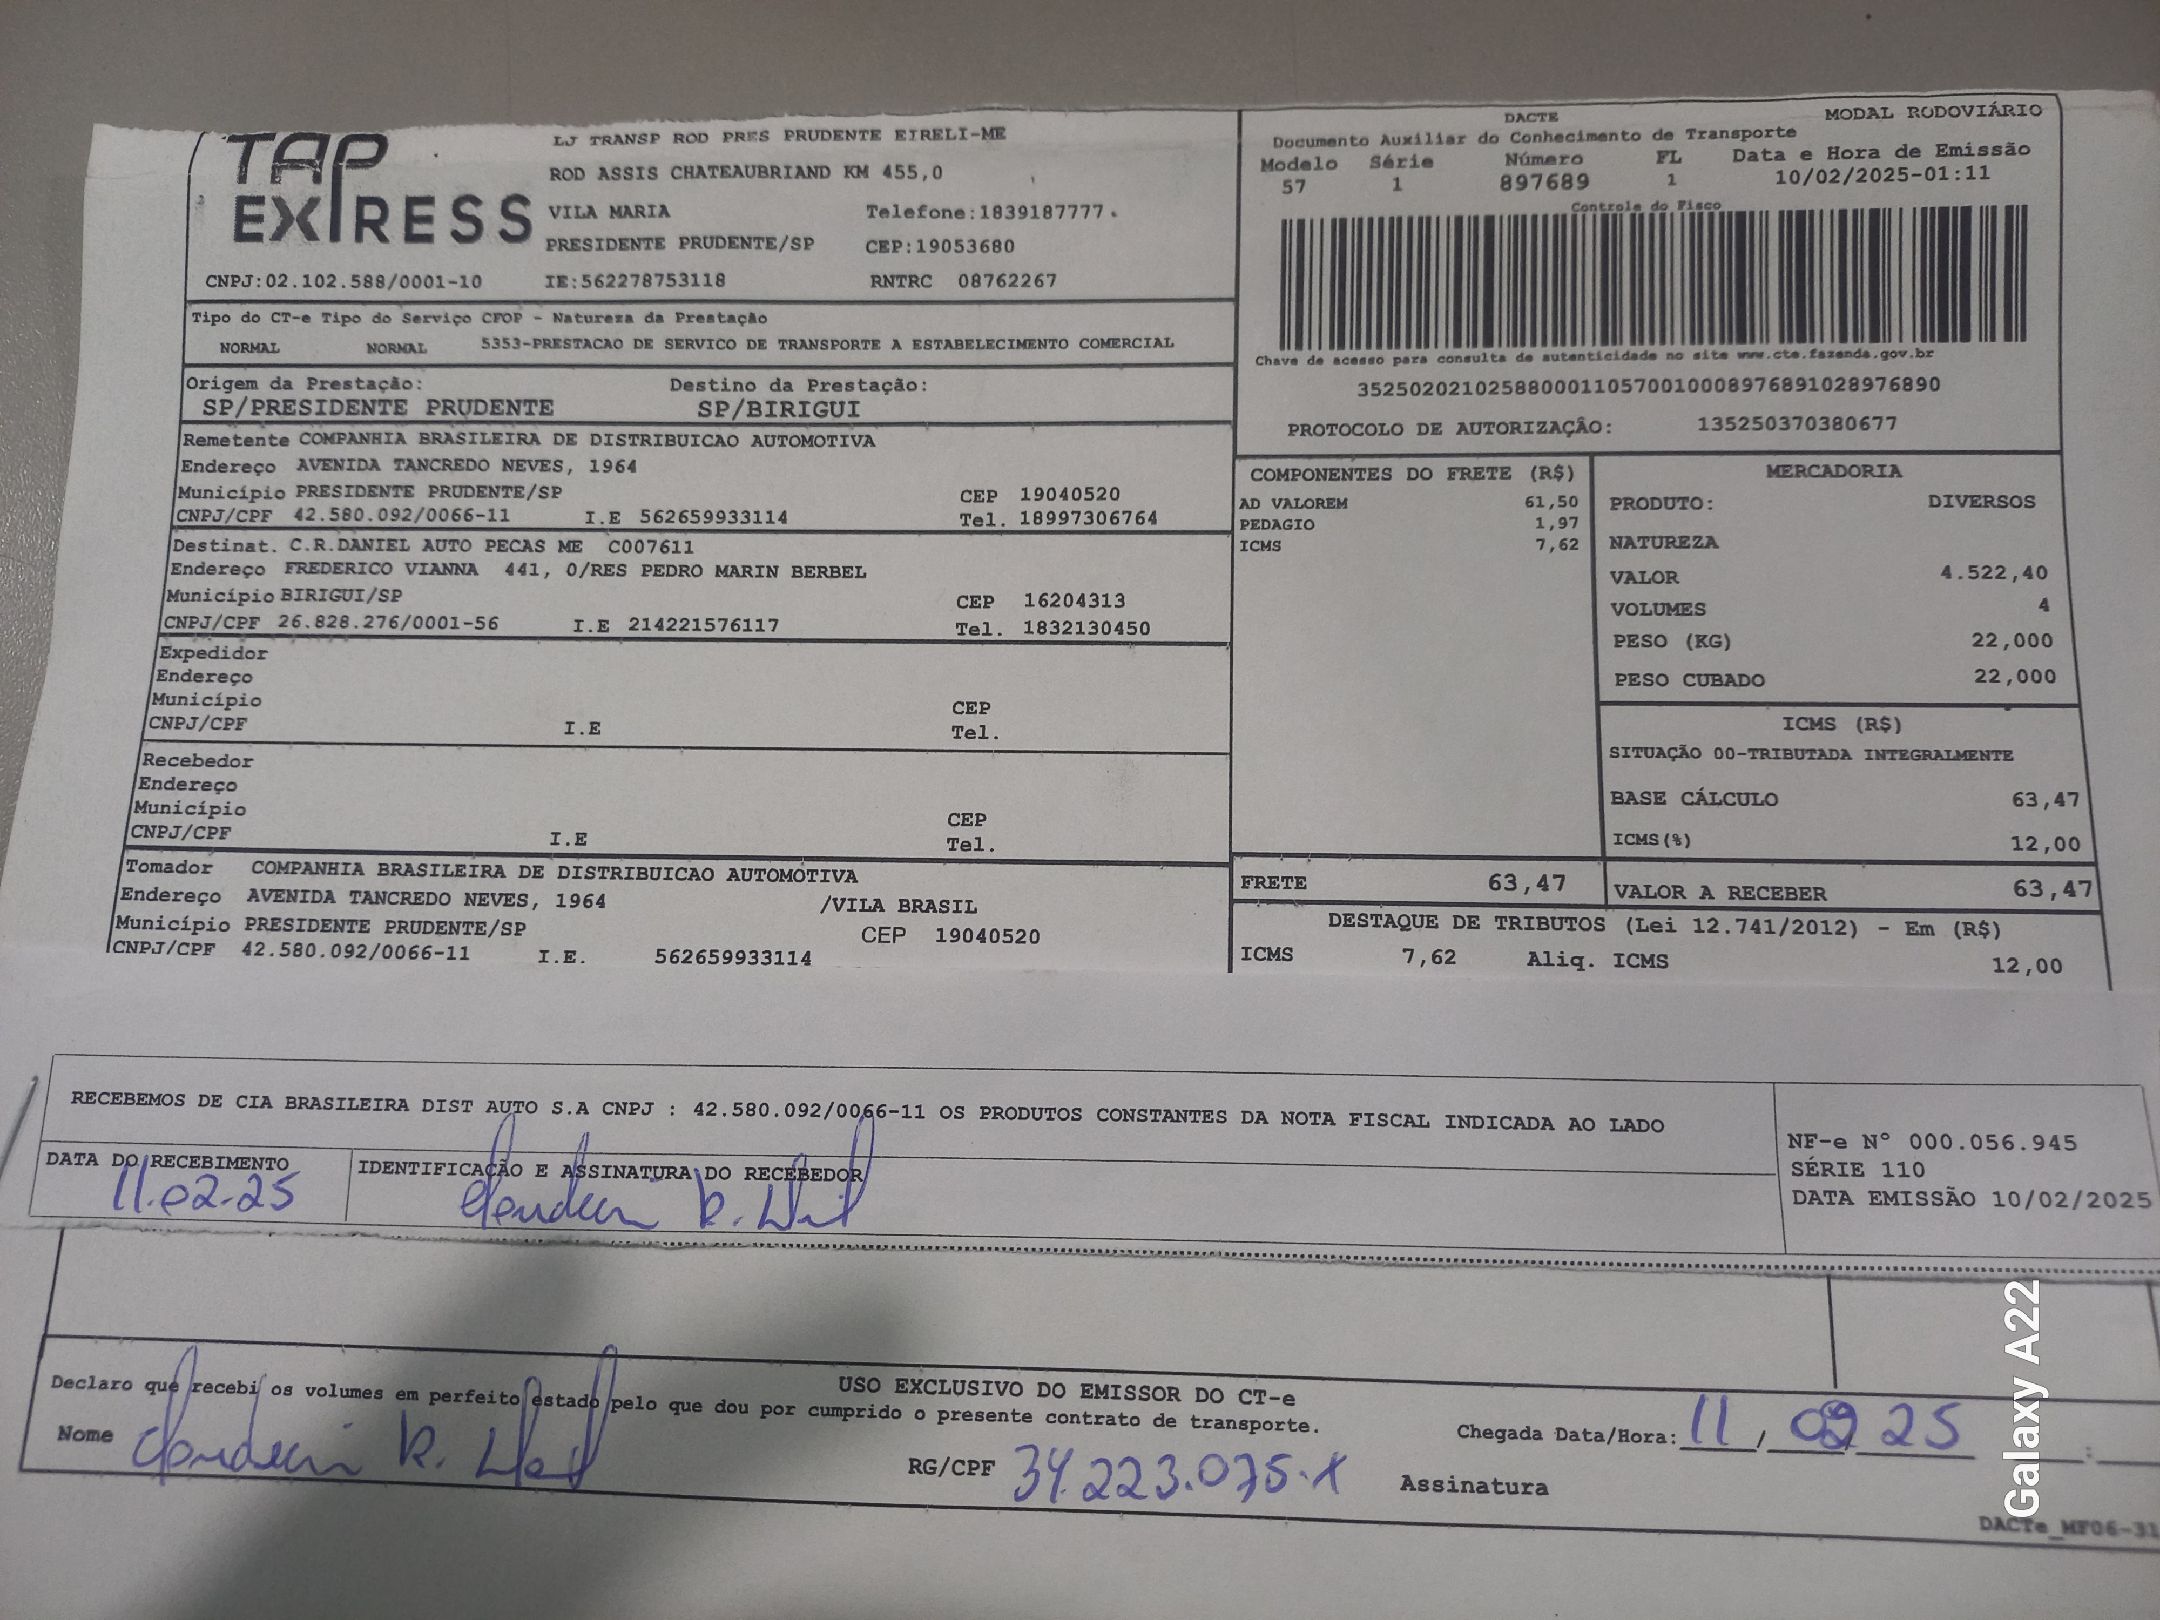 TAP EXPRESS
LJ TRANSP ROD PRES PRUDENTE EIRELI-ME
ROD ASSIS CHATEAUBRIAND KM 455,0
VILA MARIA Telefone:1839187777.
PRESIDENTE PRUDENTE/SP CEP:19053680
CNPJ:02.102.588/0001-10 IE:562278753118 RNTRC 08762267
DACTE MODAL RODOVIÁRIO
Documento Auxiliar do Conhecimento de Transporte
Modelo Série Número FL Data e Hora de Emissão
57 1 897689 1 10/02/2025-01:11
Controle do Fisco
Chave de acesso para consulta de autenticidade no site www.cte.fazenda.gov.br
35250202102588000110570010008976891028976890
PROTOCOLO DE AUTORIZAÇÂO: 135250370380677
Tipo do CT-e Tipo do Serviço CFOP - Natureza da Prestação
NORMAL NORMAL 5353-PRESTACAO DE SERVICO DE TRANSPORTE A ESTABELECIMENTO COMERCIAL
Origem da Prestação: Destino da Prestação:
SP/PRESIDENTE PRUDENTE SP/BIRIGUI
Remetente COMPANHIA BRASILEIRA DE DISTRIBUICAO AUTOMOTIVA
Endereço AVENIDA TANCREDO NEVES, 1964
Município PRESIDENTE PRUDENTE/SP CEP 19040520
CNPJ/CPF 42.580.092/0066-11 I.E 562659933114 Tel. 18997306764
Destinat. C.R.DANIEL AUTO PECAS ME C007611
Endereço FREDERICO VIANNA 441, 0/RES PEDRO MARIN BERBEL
Município BIRIGUI/SP CEP 16204313
CNPJ/CPF 26.828.276/0001-56 I.E 214221576117 Tel. 1832130450
Expedidor
Endereço
Município CEP
CNPJ/CPF I.E Tel.
Recebedor
Endereço
Município CEP
CNPJ/CPF I.E Tel.
Tomador COMPANHIA BRASILEIRA DE DISTRIBUICAO AUTOMOTIVA
Endereço AVENIDA TANCREDO NEVES, 1964 /VILA BRASIL
Município PRESIDENTE PRUDENTE/SP CEP 19040520
CNPJ/CPF 42.580.092/0066-11 I.E. 562659933114
COMPONENTES DO FRETE (R$)
AD VALOREM 61,50
PEDAGIO 1,97
ICMS 7,62
MERCADORIA
PRODUTO: DIVERSOS
NATUREZA
VALOR 4.522,40
VOLUMES 4
PESO (KG) 22,000
PESO CUBADO 22,000
ICMS (R$)
SITUAÇÃO 00-TRIBUTADA INTEGRALMENTE
BASE CÁLCULO 63,47
ICMS(%) 12,00
FRETE 63,47 VALOR A RECEBER 63,47
DESTAQUE DE TRIBUTOS (Lei 12.741/2012) - Em (R$)
ICMS 7,62 Aliq. ICMS 12,00
RECEBEMOS DE CIA BRASILEIRA DIST AUTO S.A CNPJ : 42.580.092/0066-11 OS PRODUTOS CONSTANTES DA NOTA FISCAL INDICADA AO LADO
NF-e N° 000.056.945
SÉRIE 110
DATA EMISSÃO 10/02/2025
DATA DO RECEBIMENTO IDENTIFICAÇÃO E ASSINATURA DO RECEBEDOR
11.02.25
USO EXCLUSIVO DO EMISSOR DO CT-e
Declaro que recebi os volumes em perfeito estado pelo que dou por cumprido o presente contrato de transporte.
Nome RG/CPF 34.223.075-X Chegada Data/Hora: 11 / 02 25 :
Assinatura
DACTe_MF06-31
Galaxy A22